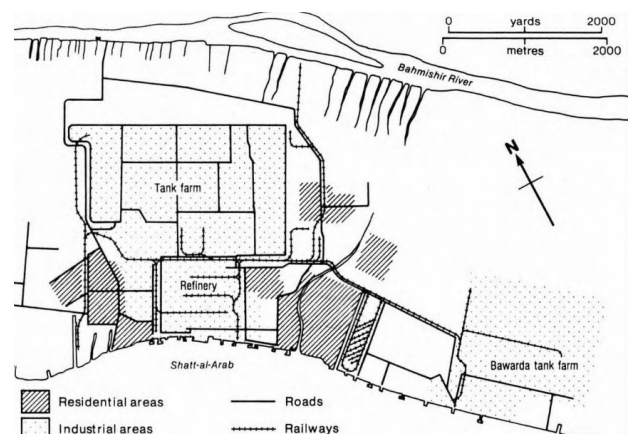 0 yards 2000
0 metres 2000
Bahmishir River
N
Tank farm
Refinery
Shatt-al-Arab
Bawarda tank farm
Residential areas
Roads
Industrial areas
Railways